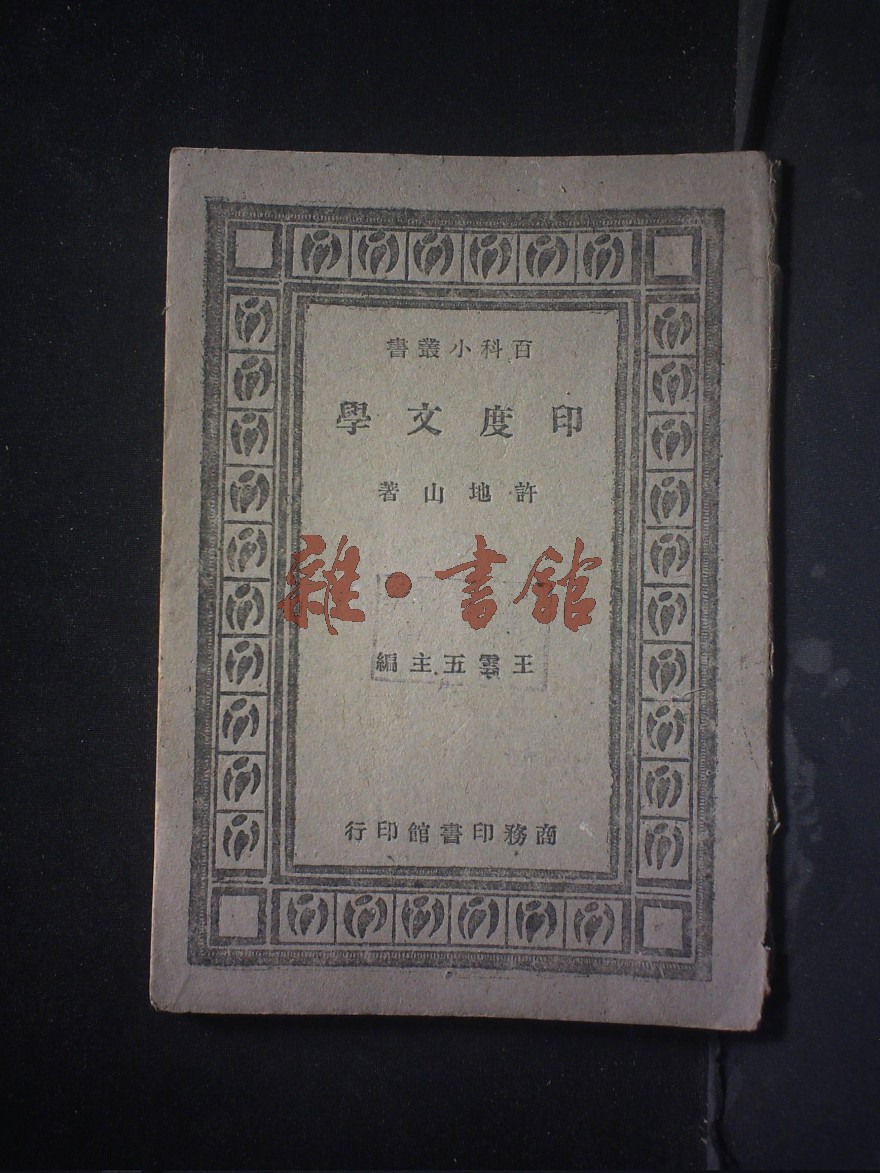 百科小叢書
印度文學
許地山著
雜·書館
王雲五主編
商務印書館印行